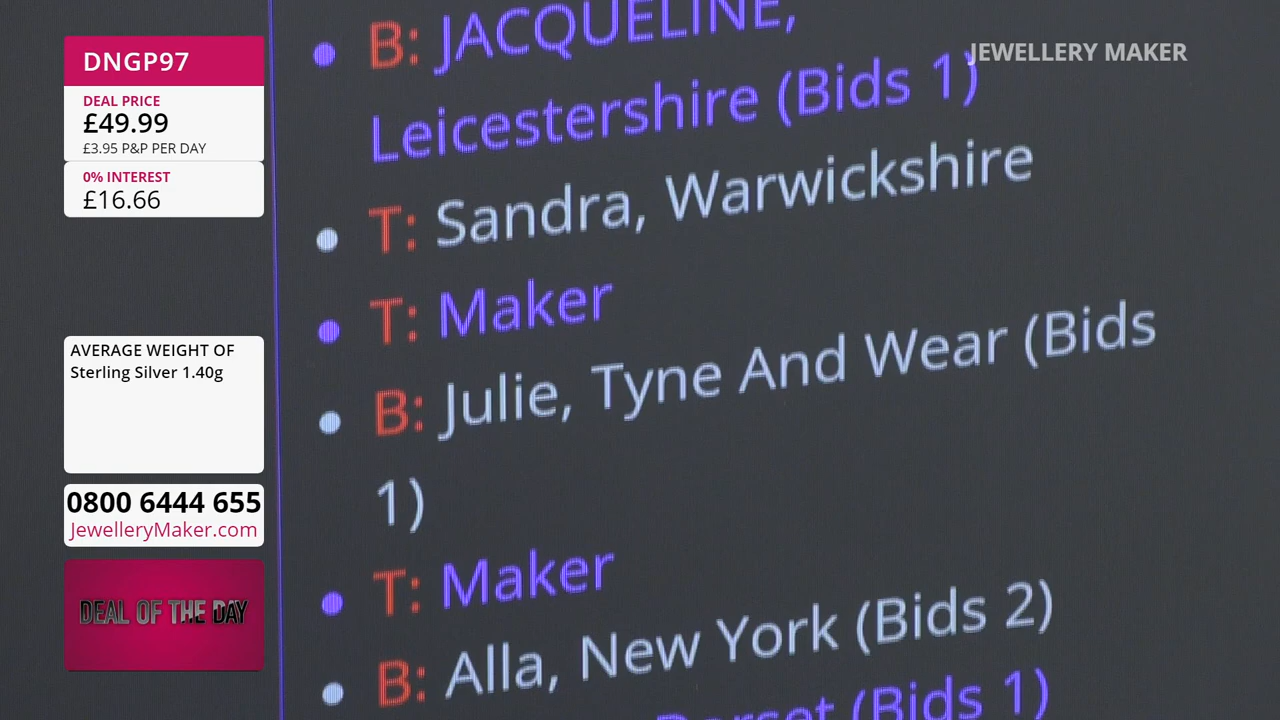 DNGP97
DEAL PRICE
£49.99
£3.95 P&P PER DAY
0% INTEREST
£16.66
AVERAGE WEIGHT OF
Sterling Silver 1.40g
0800 6444 655
JewelleryMaker.com
DEAL OF THE DAY
JEWELLERY MAKER
• B: JACQUELINE,
Leicestershire (Bids 1)
• T: Sandra, Warwickshire
• T: Maker
• B: Julie, Tyne And Wear (Bids
1)
• T: Maker
• B: Alla, New York (Bids 2)
(Bids 1)